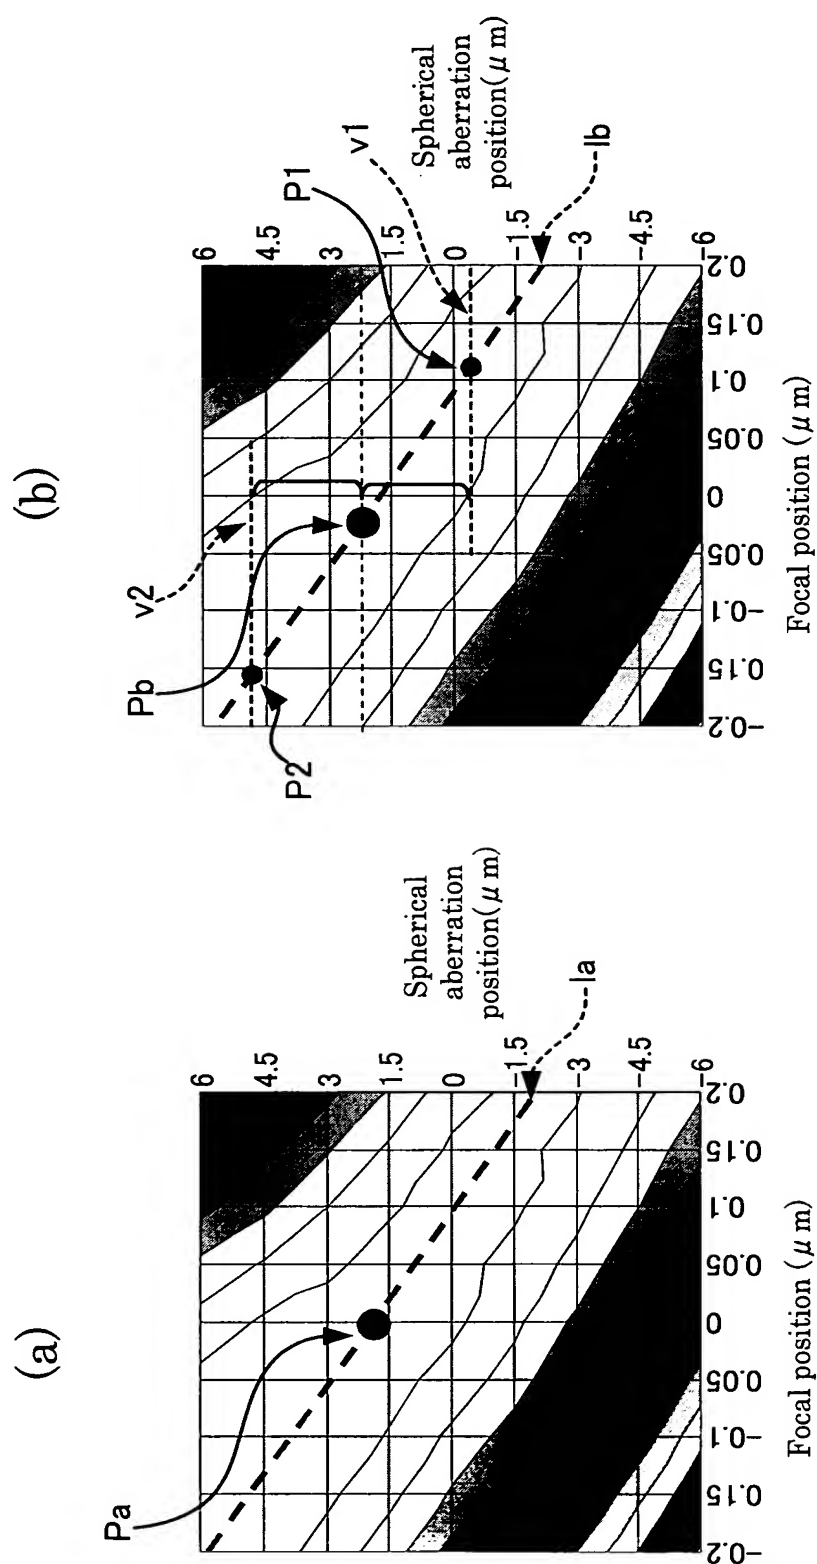 (a)
Pa
6
4.5
3
1.5
0
-1.5
-3
-4.5
-6
Spherical
aberration
position(μm)
la
-0.2
0.15
-0.1
0.05
0
0.05
0.1
0.15
0.2
Focal position (μm)
(b)
P2
Pb
v2
P1
v1
6
4.5
3
1.5
0
-1.5
-3
-4.5
-6
Spherical
aberration
position(μm)
lb
-0.2
0.15
-0.1
0.05
0
0.05
0.1
0.15
0.2
Focal position (μm)